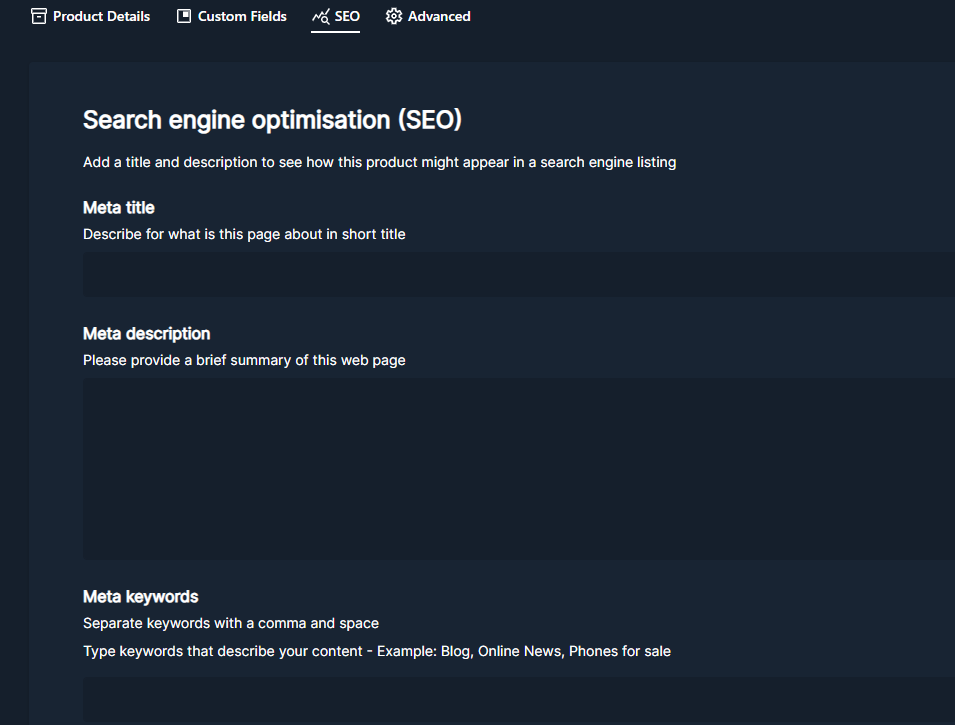 Product Details Custom Fields SEO Advanced
Search engine optimisation (SEO)
Add a title and description to see how this product might appear in a search engine listing
Meta title
Describe for what is this page about in short title
Meta description
Please provide a brief summary of this web page
Meta keywords
Separate keywords with a comma and space
Type keywords that describe your content - Example: Blog, Online News, Phones for sale